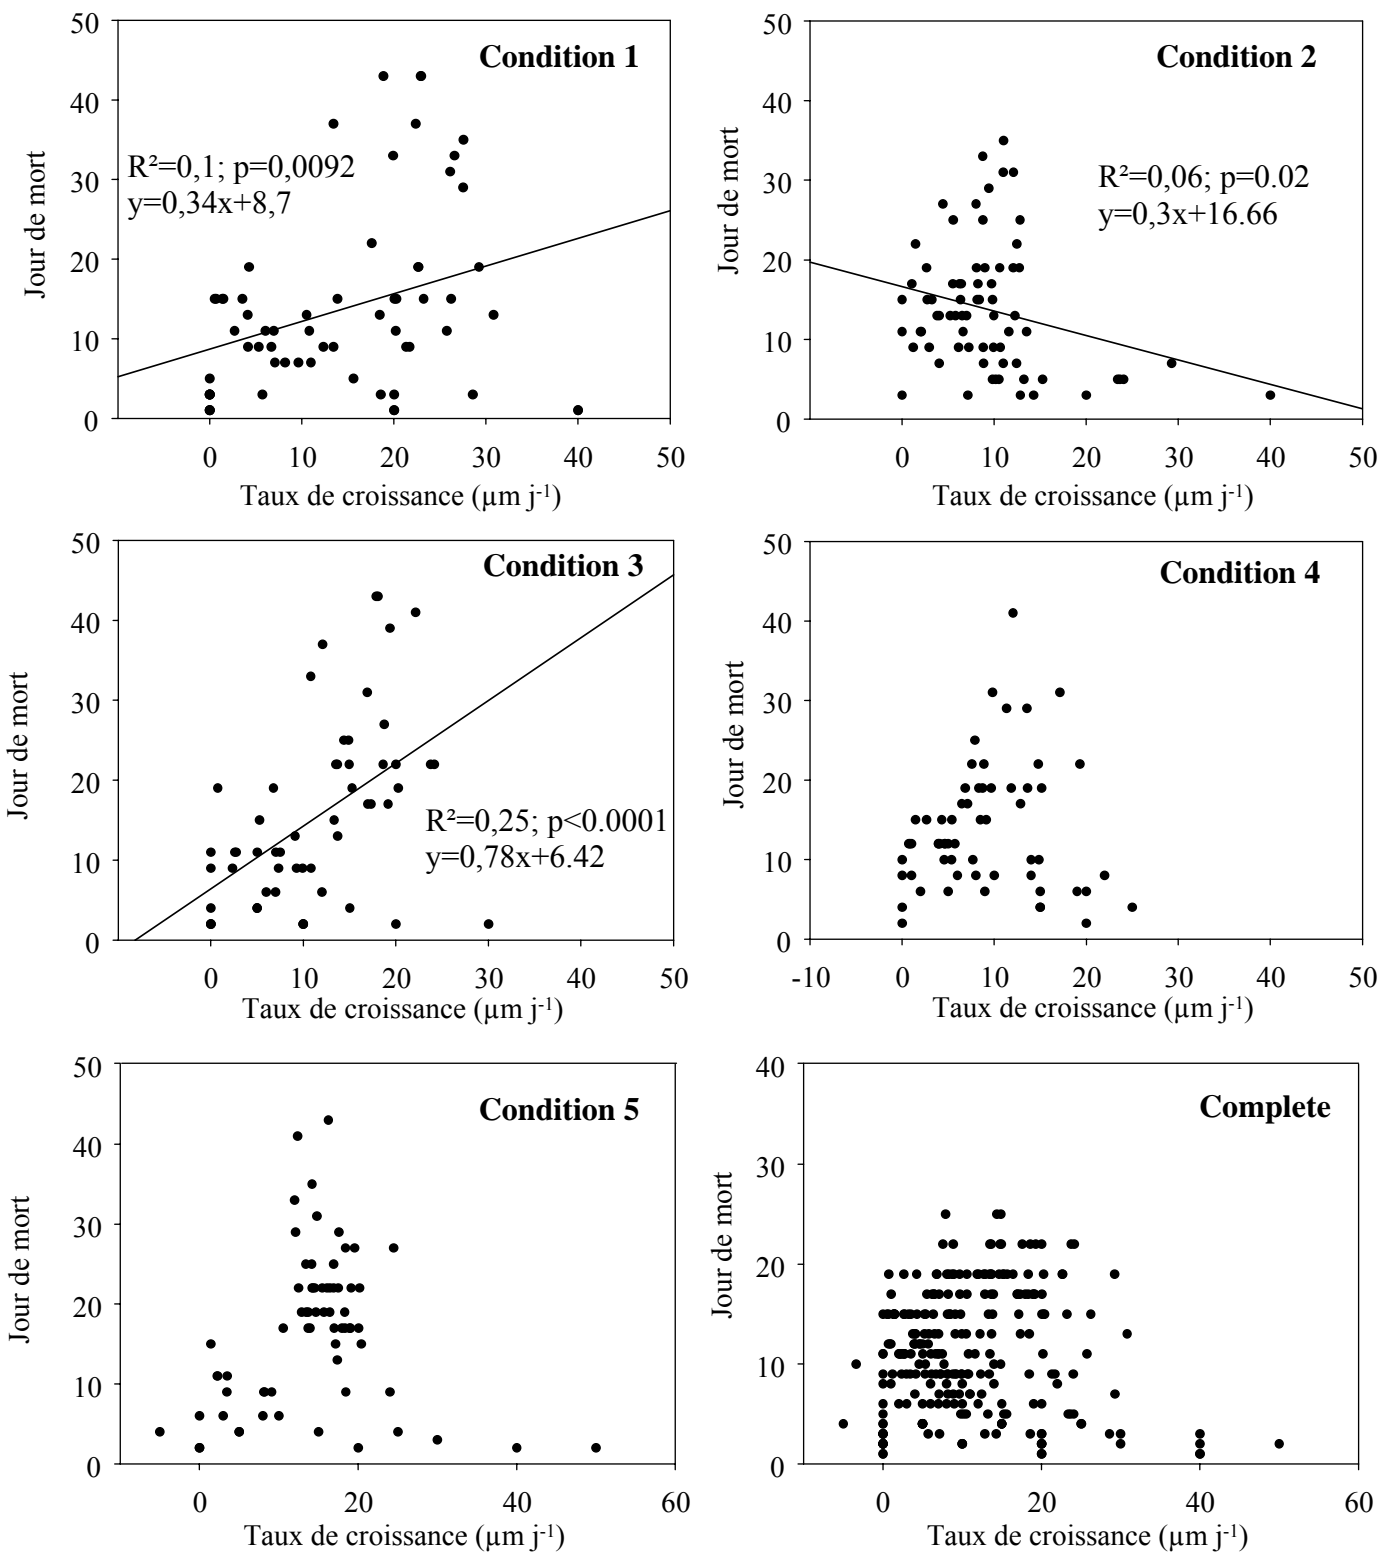 50
40
30
20
10
0
Jour de mort
Condition 1
R²=0,1; p=0,0092
y=0,34x+8,7
0 10 20 30 40 50
Taux de croissance (µm j⁻¹)
50
40
30
20
10
0
Jour de mort
Condition 2
R²=0,06; p=0.02
y=0,3x+16.66
0 10 20 30 40 50
Taux de croissance (µm j⁻¹)
50
40
30
20
10
0
Jour de mort
Condition 3
R²=0,25; p<0.0001
y=0,78x+6.42
0 10 20 30 40 50
Taux de croissance (µm j⁻¹)
50
40
30
20
10
0
Jour de mort
Condition 4
-10 0 10 20 30 40 50
Taux de croissance (µm j⁻¹)
50
40
30
20
10
0
Jour de mort
Condition 5
0 20 40 60
Taux de croissance (µm j⁻¹)
40
30
20
10
0
Jour de mort
Complete
0 20 40 60
Taux de croissance (µm j⁻¹)